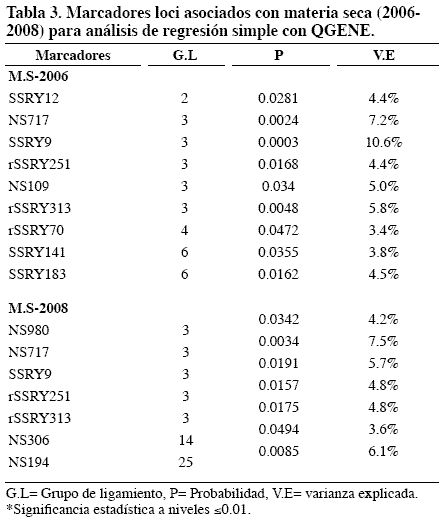 Tabla 3. Marcadores loci asociados con materia seca (2006-
2008) para análisis de regresión simple con QGENE.
Marcadores G.L P V.E
M.S-2006
SSRY12 2 0.0281 4.4%
NS717 3 0.0024 7.2%
SSRY9 3 0.0003 10.6%
rSSRY251 3 0.0168 4.4%
NS109 3 0.034 5.0%
rSSRY313 3 0.0048 5.8%
rSSRY70 4 0.0472 3.4%
SSRY141 6 0.0355 3.8%
SSRY183 6 0.0162 4.5%
M.S-2008
NS980 3 0.0342 4.2%
NS717 3 0.0034 7.5%
SSRY9 3 0.0191 5.7%
rSSRY251 3 0.0157 4.8%
rSSRY313 3 0.0175 4.8%
NS306 14 0.0494 3.6%
NS194 25 0.0085 6.1%
G.L= Grupo de ligamiento, P= Probabilidad, V.E= varianza explicada.
*Significancia estadística a niveles ≤0.01.